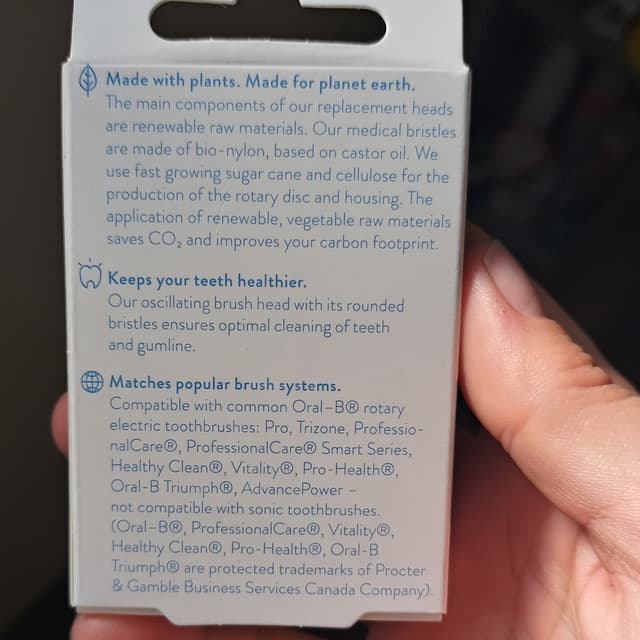 Made with plants. Made for planet earth.
The main components of our replacement heads
are renewable raw materials. Our medical bristles
are made of bio-nylon, based on castor oil. We
use fast growing sugar cane and cellulose for the
production of the rotary disc and housing. The
application of renewable, vegetable raw materials
saves CO₂ and improves your carbon footprint.
Keeps your teeth healthier.
Our oscillating brush head with its rounded
bristles ensures optimal cleaning of teeth
and gumline.
Matches popular brush systems.
Compatible with common Oral-B® rotary
electric toothbrushes: Pro, Trizone, Professio-
nalCare®, ProfessionalCare® Smart Series,
Healthy Clean®, Vitality®, Pro-Health®,
Oral-B Triumph®, AdvancePower –
not compatible with sonic toothbrushes.
(Oral-B®, ProfessionalCare®, Vitality®,
Healthy Clean®, Pro-Health®, Oral-B
Triumph® are protected trademarks of Procter
& Gamble Business Services Canada Company).